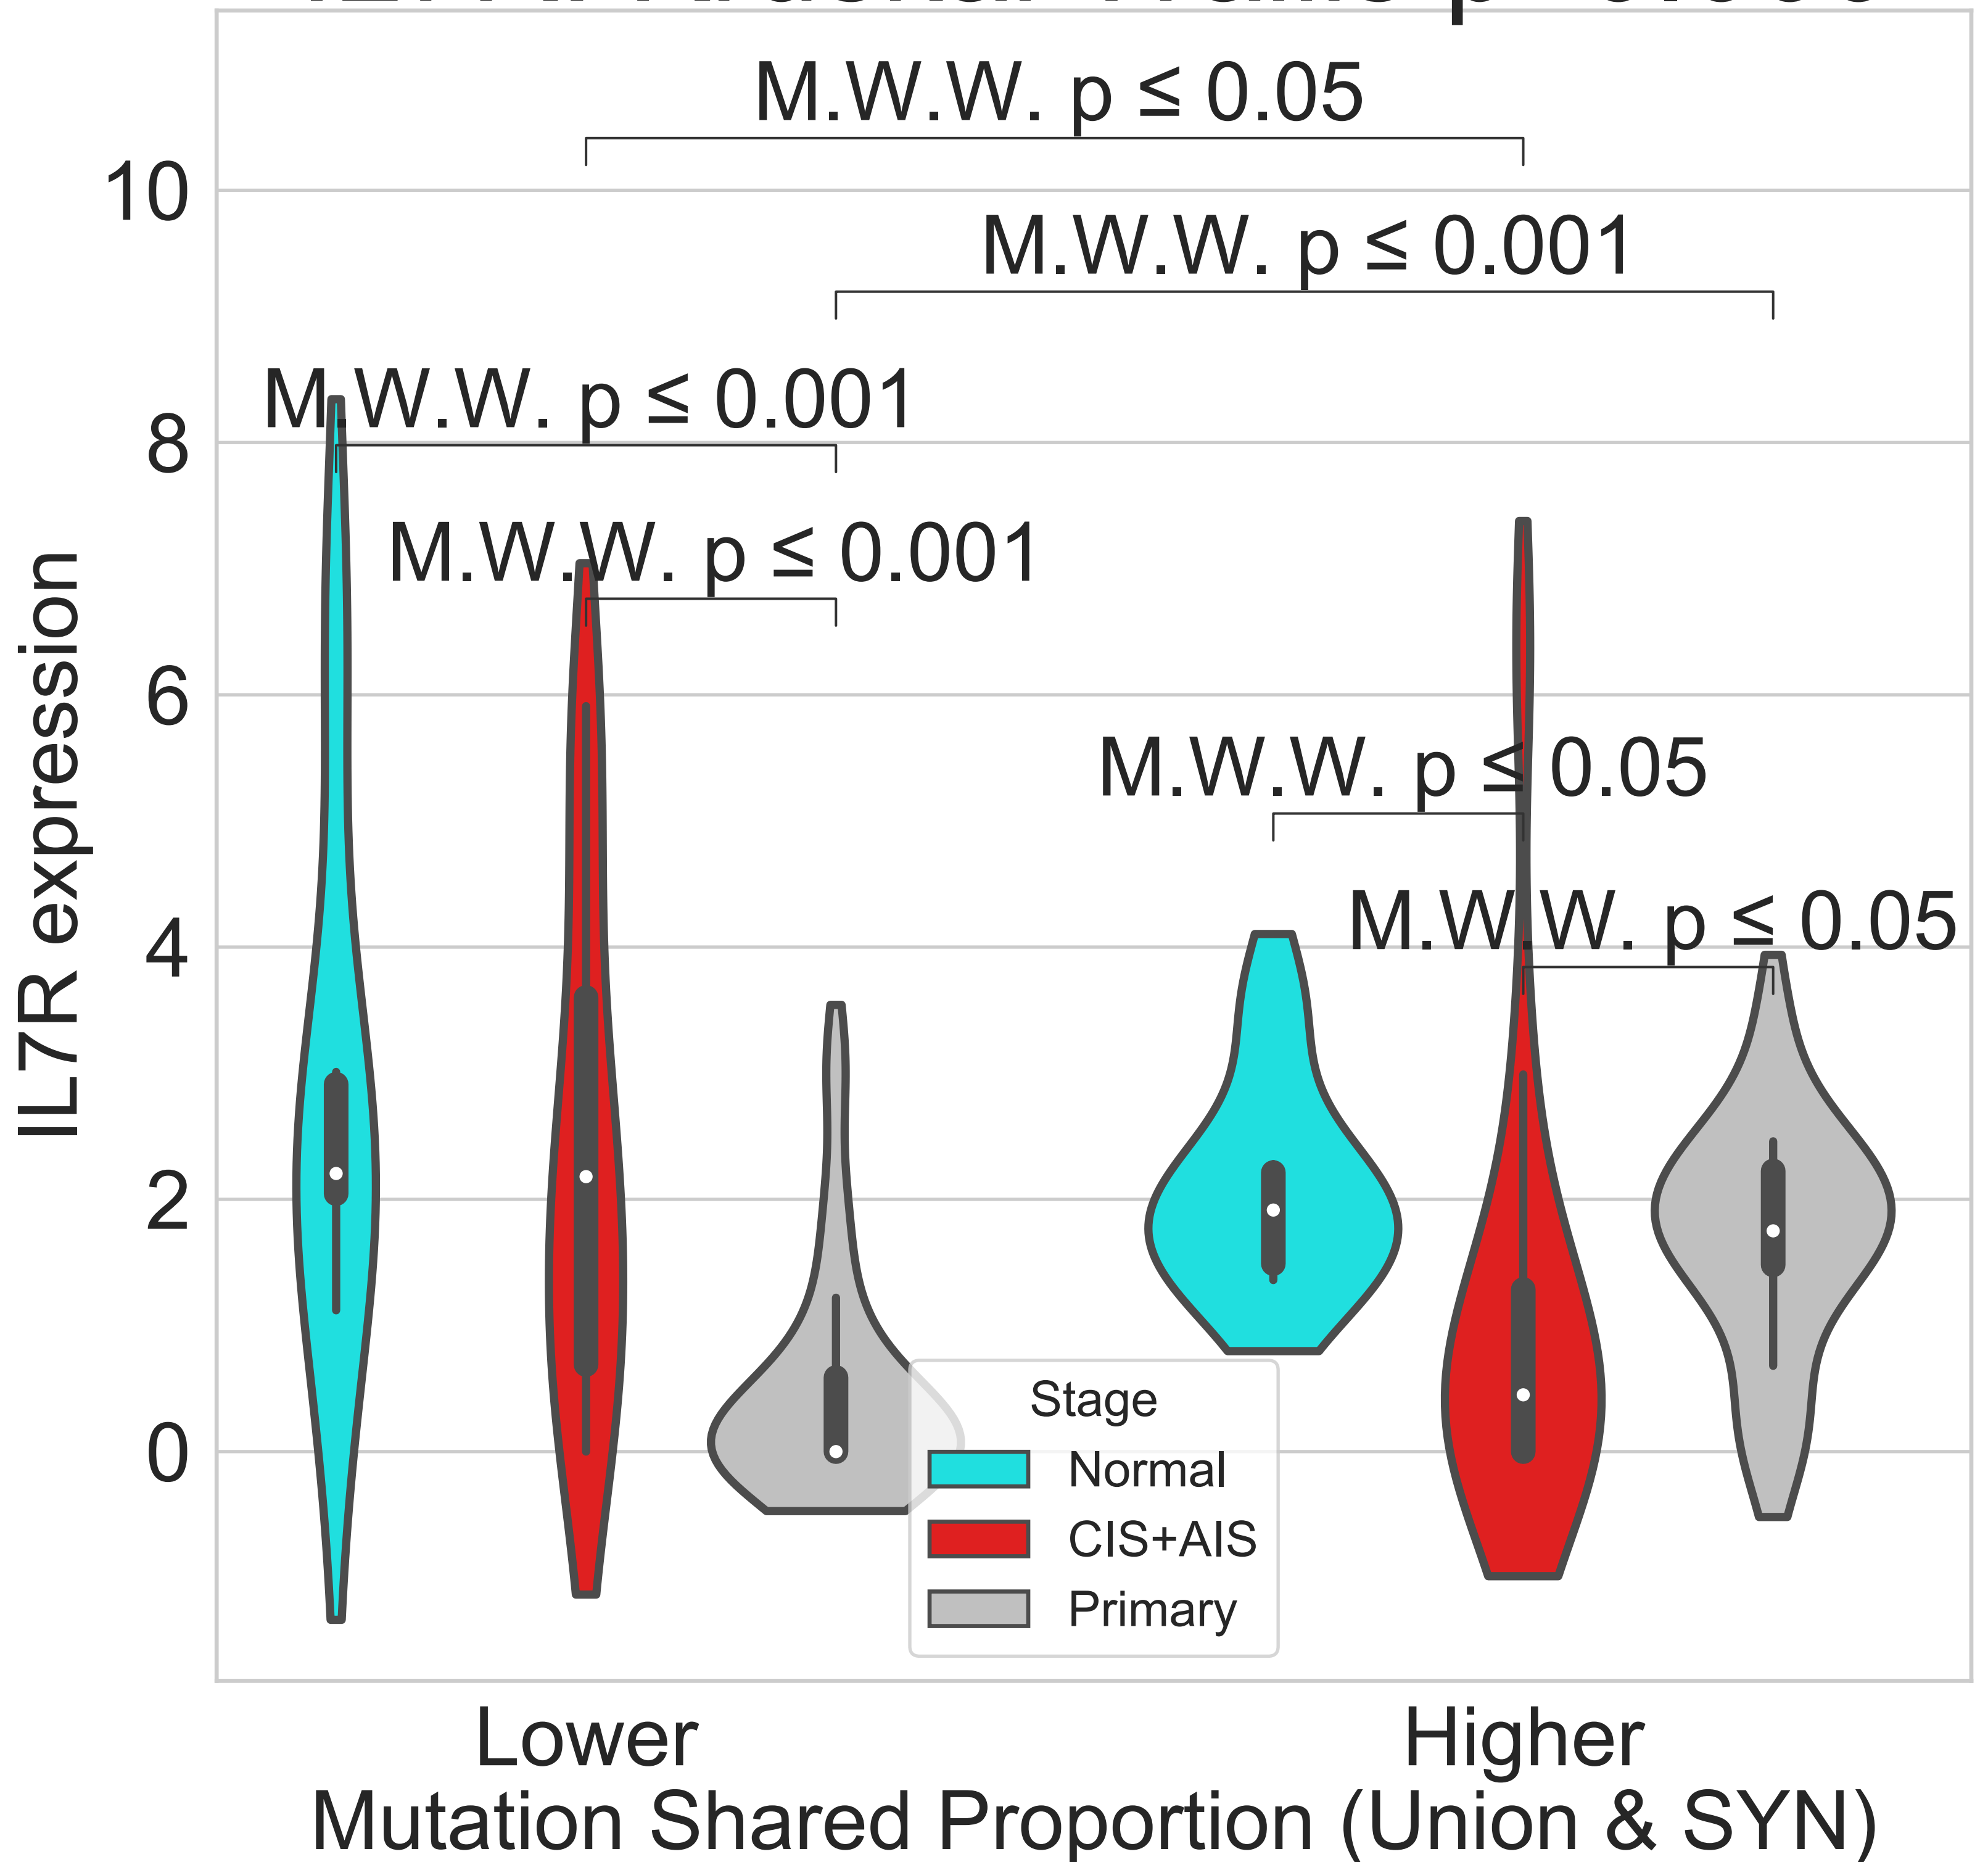 M.W.W. p ≤ 0.05
10
M.W.W. p ≤ 0.001
M.W.W. p ≤ 0.001
8
M.W.W. p ≤ 0.001
6
M.W.W. p ≤ 0.05
M.W.W. p ≤ 0.05
4
2
0
IL7R expression
Stage
Normal
CIS+AIS
Primary
Lower
Higher
Mutation Shared Proportion (Union & SYN)